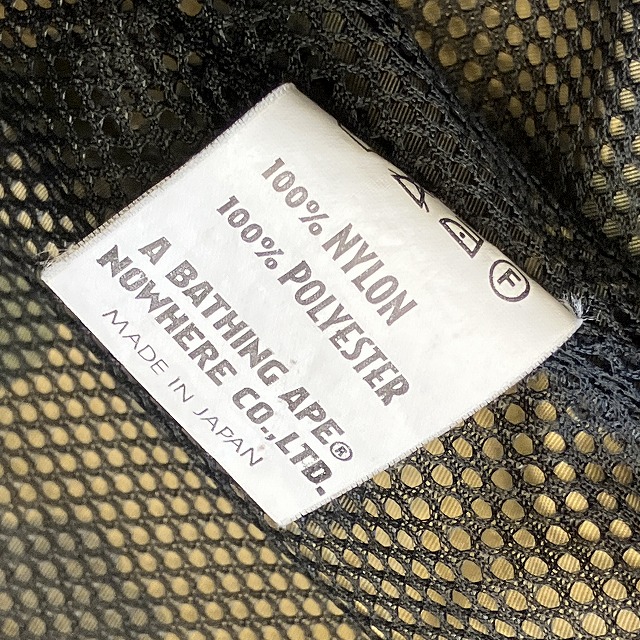 F
100% NYLON
100% POLYESTER
A BATHING APE®
NOWHERE CO.,LTD.
MADE IN JAPAN